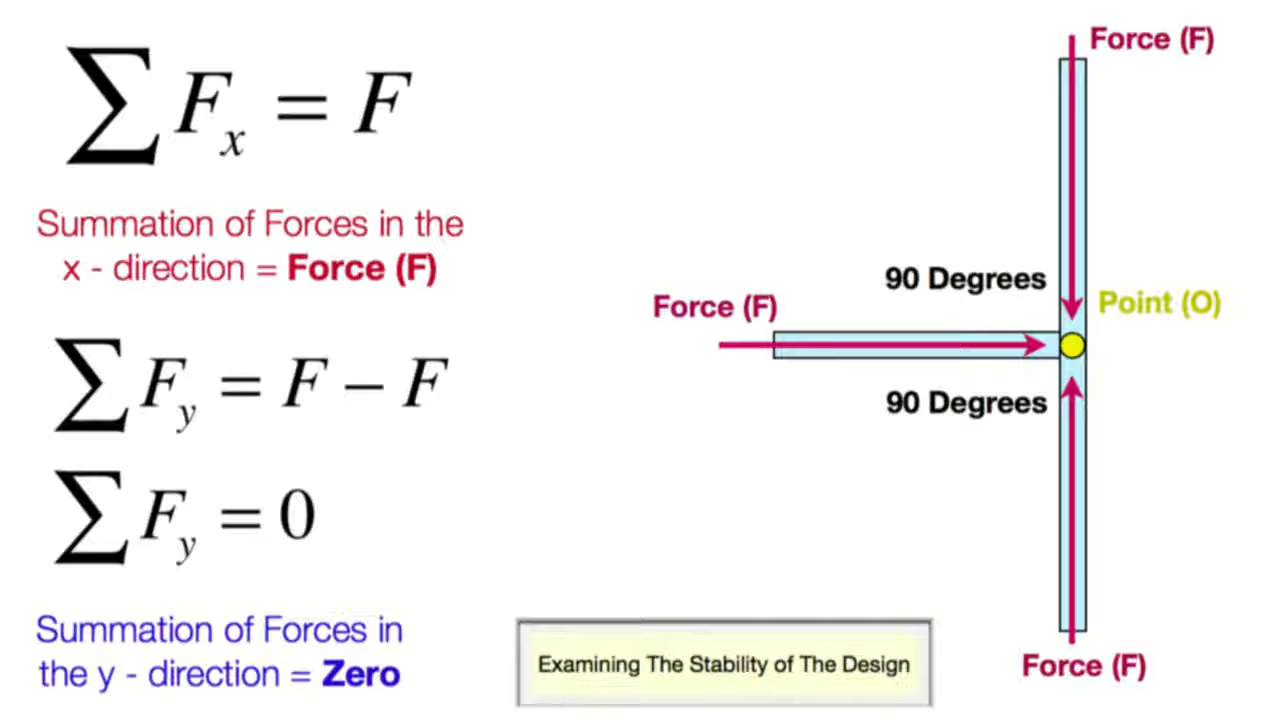 ∑ Fₓ = F
Summation of Forces in the
x - direction = Force (F)
∑ F_y = F − F
∑ F_y = 0
Summation of Forces in
the y - direction = Zero
Force (F)
90 Degrees
Point (O)
Force (F)
90 Degrees
Force (F)
Examining The Stability of The Design